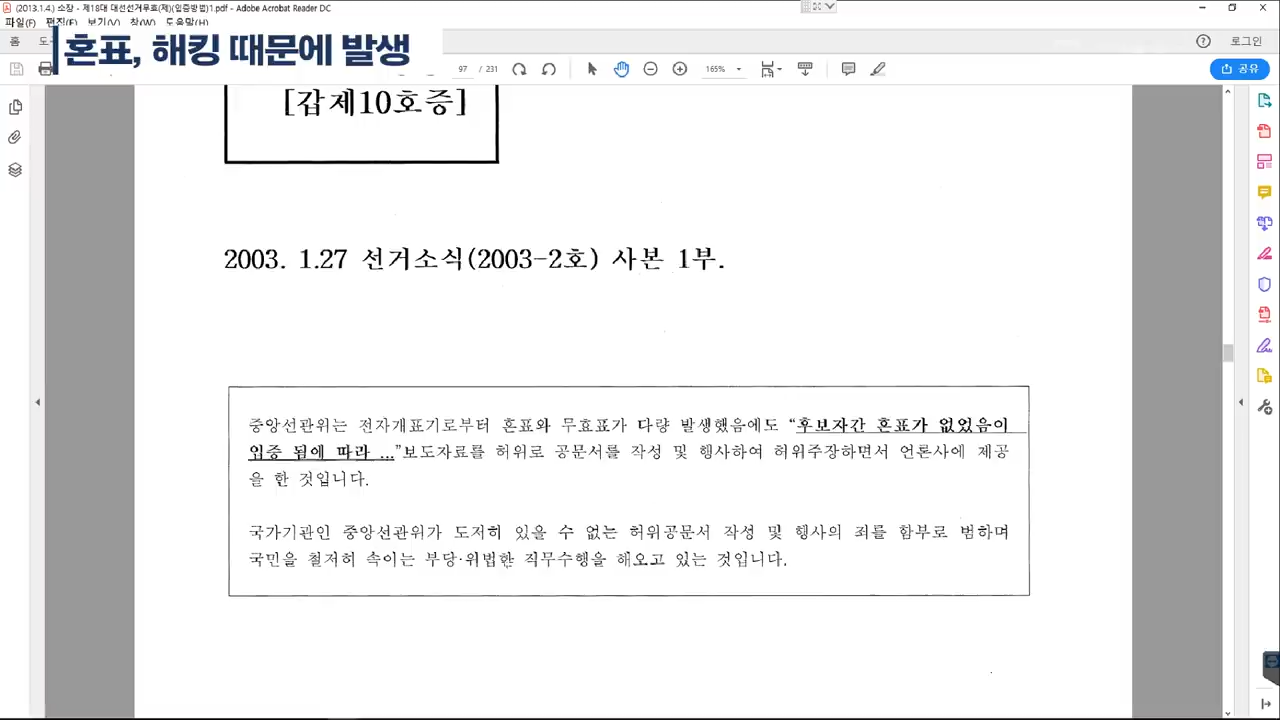 (2013.1.4.) 소장 - 제18대 대선선거무효(제)(입증방법)1.pdf - Adobe Acrobat Reader DC
파일(F) 편집(E) 보기(V) 창(W) 도움말(H)
혼표, 해킹 때문에 발생
홈
로그인
97 / 231
165%
공유
[갑제10호증]
2003. 1.27 선거소식(2003-2호) 사본 1부.
중앙선관위는 전자개표기로부터 혼표와 무효표가 다량 발생했음에도 “후보자간 혼표가 없었음이
입증 됨에 따라 ...”보도자료를 허위로 공문서를 작성 및 행사하여 허위주장하면서 언론사에 제공
을 한 것입니다.
국가기관인 중앙선관위가 도저히 있을 수 없는 허위공문서 작성 및 행사의 죄를 함부로 범하며
국민을 철저히 속이는 부당·위법한 직무수행을 해오고 있는 것입니다.